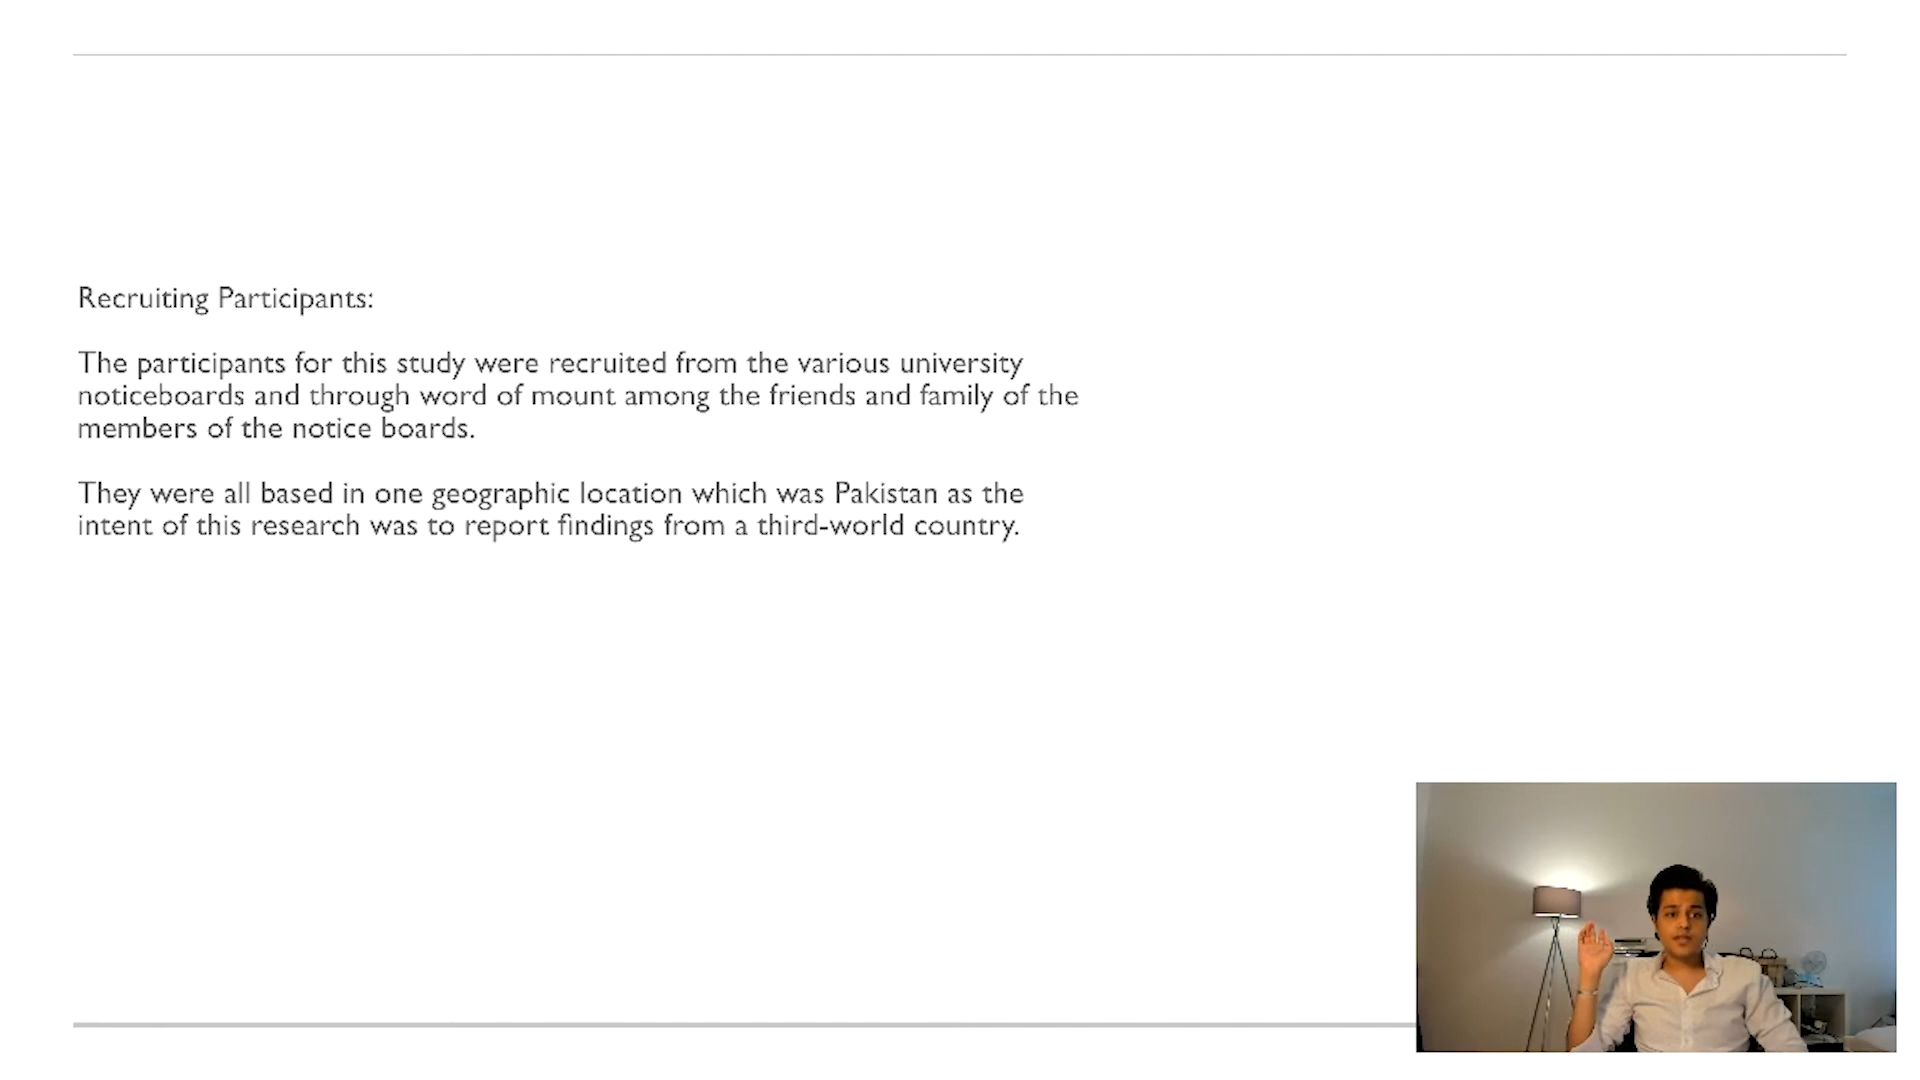 Recruiting Participants:
The participants for this study were recruited from the various university
noticeboards and through word of mount among the friends and family of the
members of the notice boards.
They were all based in one geographic location which was Pakistan as the
intent of this research was to report findings from a third-world country.